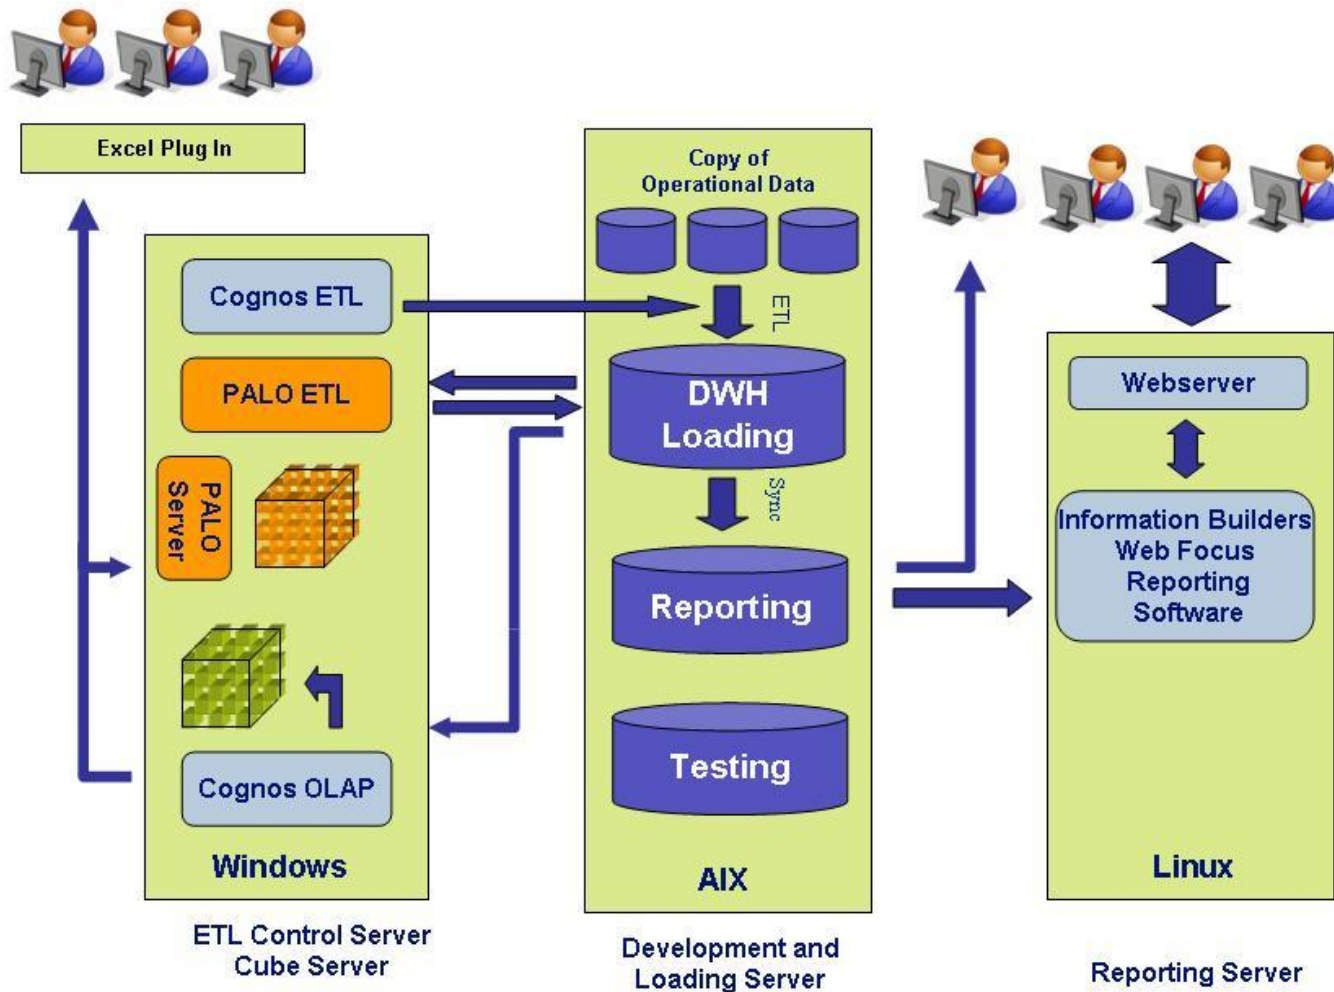 Excel Plug In
Cognos ETL
PALO ETL
PALO
Server
Cognos OLAP
Windows
ETL Control Server
Cube Server
Copy of
Operational Data
ETL
DWH
Loading
Sync
Reporting
Testing
AIX
Development and
Loading Server
Webserver
Information Builders
Web Focus
Reporting
Software
Linux
Reporting Server